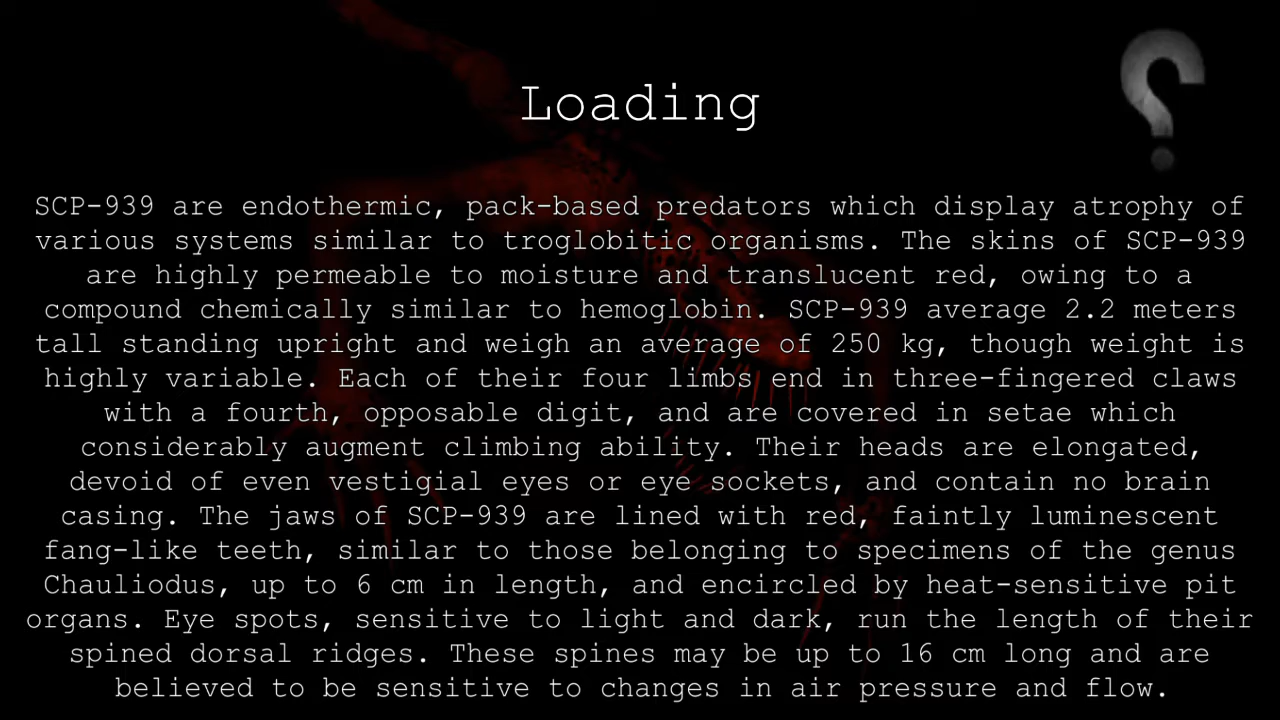 Loading
SCP-939 are endothermic, pack-based predators which display atrophy of
various systems similar to troglobitic organisms. The skins of SCP-939
are highly permeable to moisture and translucent red, owing to a
compound chemically similar to hemoglobin. SCP-939 average 2.2 meters
tall standing upright and weigh an average of 250 kg, though weight is
highly variable. Each of their four limbs end in three-fingered claws
with a fourth, opposable digit, and are covered in setae which
considerably augment climbing ability. Their heads are elongated,
devoid of even vestigial eyes or eye sockets, and contain no brain
casing. The jaws of SCP-939 are lined with red, faintly luminescent
fang-like teeth, similar to those belonging to specimens of the genus
Chauliodus, up to 6 cm in length, and encircled by heat-sensitive pit
organs. Eye spots, sensitive to light and dark, run the length of their
spined dorsal ridges. These spines may be up to 16 cm long and are
believed to be sensitive to changes in air pressure and flow.